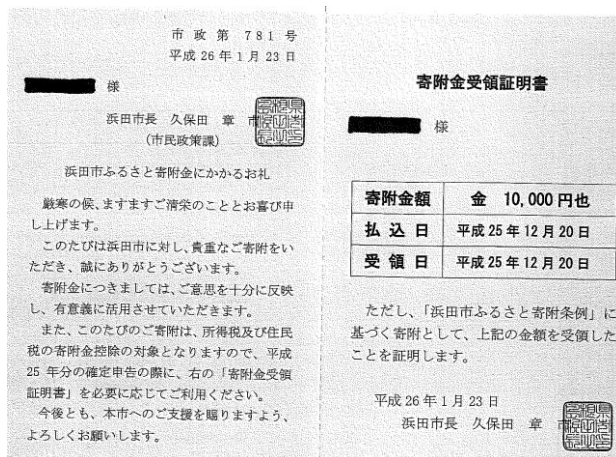 市政第781号
平成26年1月23日
様
浜田市長 久保田 章 市
(市民政策課)
浜田市ふるさと寄附金にかかるお礼
厳寒の候、ますますご清栄のこととお喜び申
し上げます。
このたびは浜田市に対し、貴重なご寄附をい
ただき、誠にありがとうございます。
寄附金につきましては、ご意思を十分に反映
し、有意義に活用させていただきます。
また、このたびのご寄附は、所得税及び住民
税の寄附金控除の対象となりますので、平成
25 年分の確定申告の際に、右の「寄附金受領
証明書」を必要に応じてご利用ください。
今後とも、本市へのご支援を賜りますよう、
よろしくお願いします。
寄附金受領証明書
様
寄附金額 金 10,000円也
払込日 平成25年12月20日
受領日 平成25年12月20日
ただし、「浜田市ふるさと寄附条例」に
基づく寄附として、上記の金額を受領した
ことを証明します。
平成26年1月23日
浜田市長 久保田 章 市